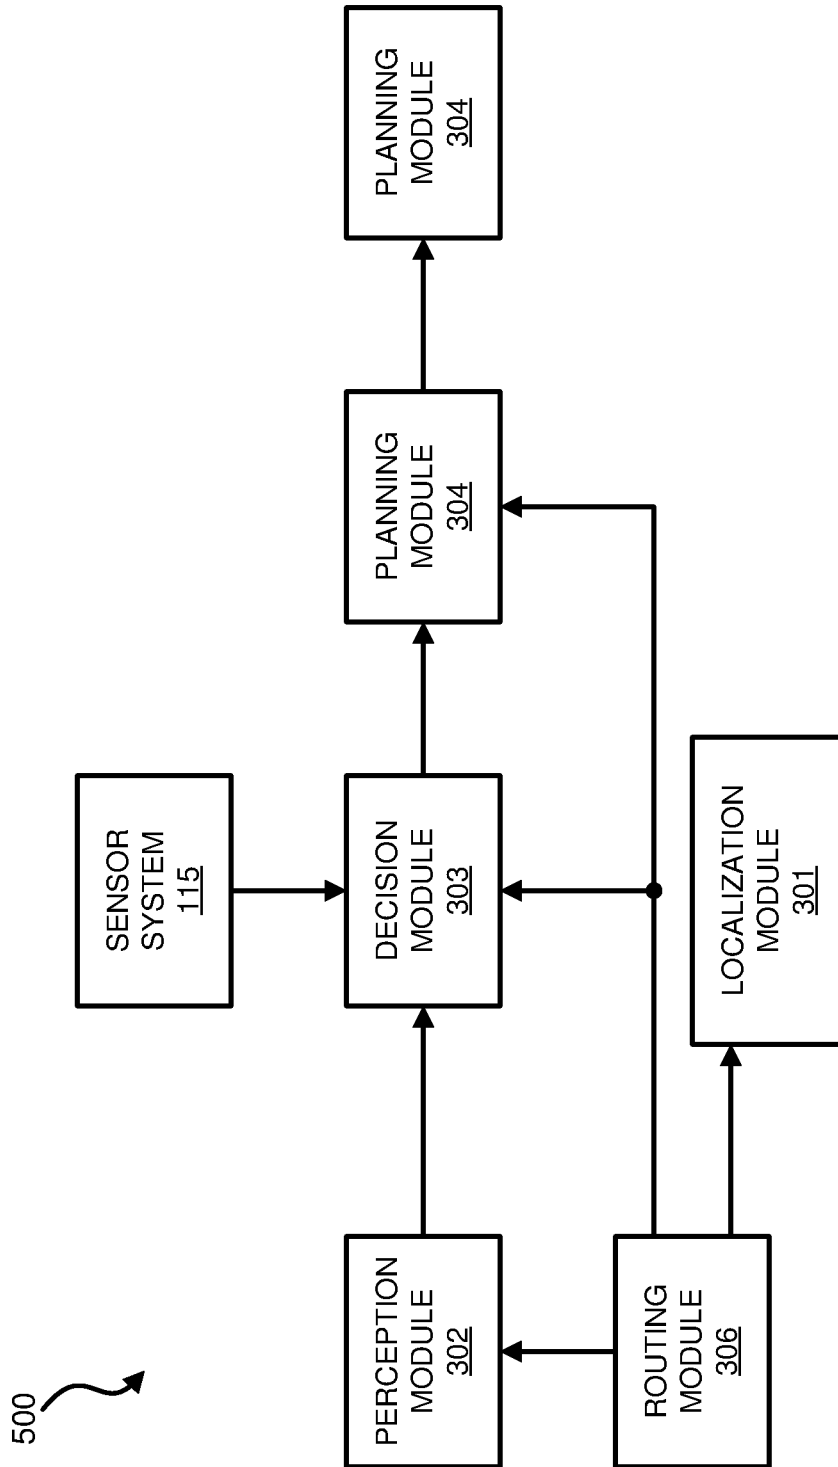 500
SENSOR
SYSTEM
115
PERCEPTION
MODULE
302
DECISION
MODULE
303
PLANNING
MODULE
304
PLANNING
MODULE
304
ROUTING
MODULE
306
LOCALIZATION
MODULE
301